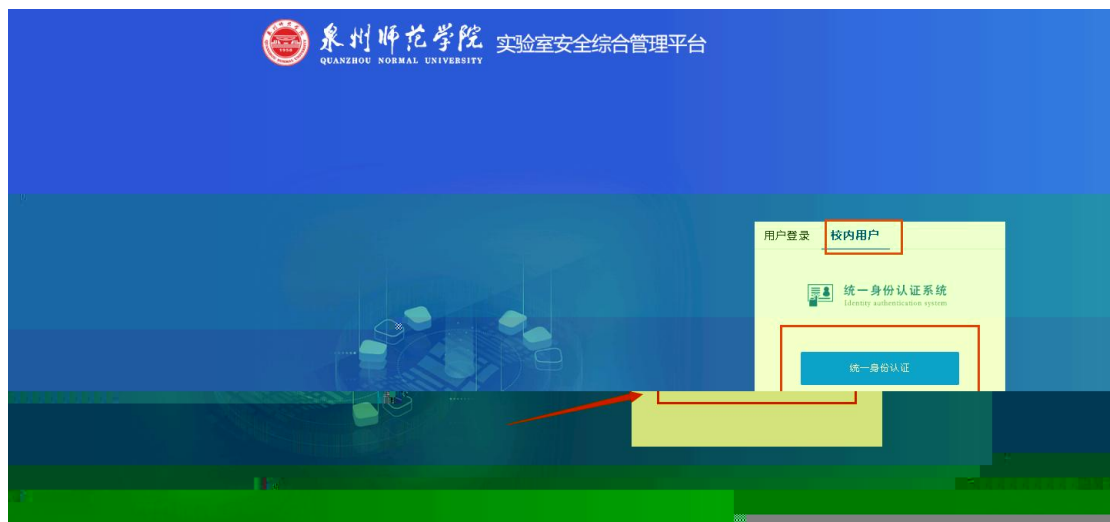 泉州师范学院 实验室安全综合管理平台
QUANZHOU NORMAL UNIVERSITY
用户登录 校内用户
统一身份认证系统
Identity authentication system
统一身份认证